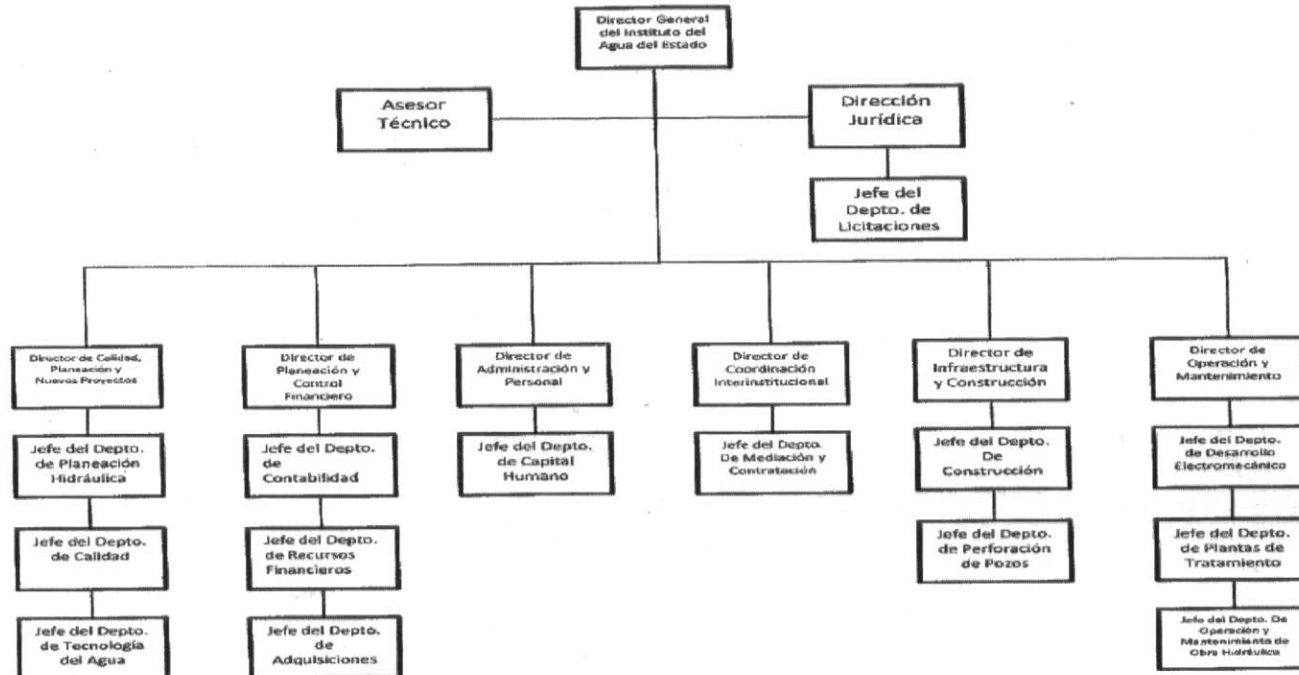 Director General
del Instituto del
Agua del Estado
Asesor
Técnico
Dirección
Jurídica
Jefe del
Depto. de
Licitaciones
Director de Calidad,
Planeación y
Nuevos Proyectos
Director de
Planeación y
Control
Financiero
Director de
Administración y
Personal
Director de
Coordinación
Interinstitucional
Director de
Infraestructura
y Construcción
Director de
Operación y
Mantenimiento
Jefe del Depto.
de Planeación
Hidráulica
Jefe del Depto.
de
Contabilidad
Jefe del Depto.
de Capital
Humano
Jefe del Depto.
De Mediación y
Contratación
Jefe del Depto.
De
Construcción
Jefe del Depto.
de Desarrollo
Electromecánico
Jefe del Depto.
de Calidad
Jefe del Depto.
de Recursos
Financieros
Jefe del Depto.
de Perforación
de Pozos
Jefe del Depto.
de Plantas de
Tratamiento
Jefe del Depto.
de Tecnología
del Agua
Jefe del Depto.
de
Adquisiciones
Jefe del Depto. De
Operación y
Mantenimiento de
Obra Hidráulica